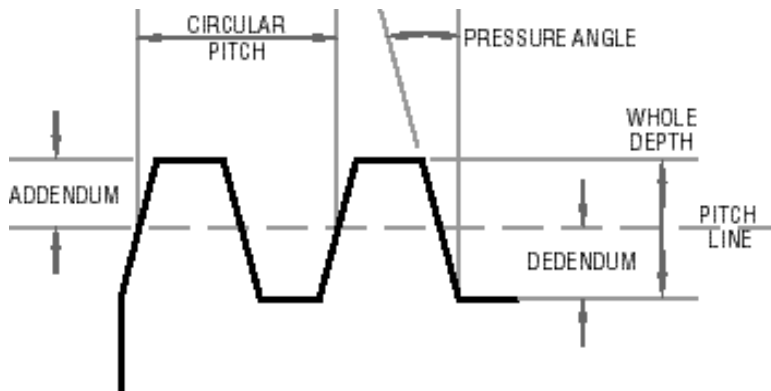 CIRCULAR
PITCH
PRESSURE ANGLE
WHOLE
DEPTH
ADDENDUM
PITCH
LINE
DEDENDUM